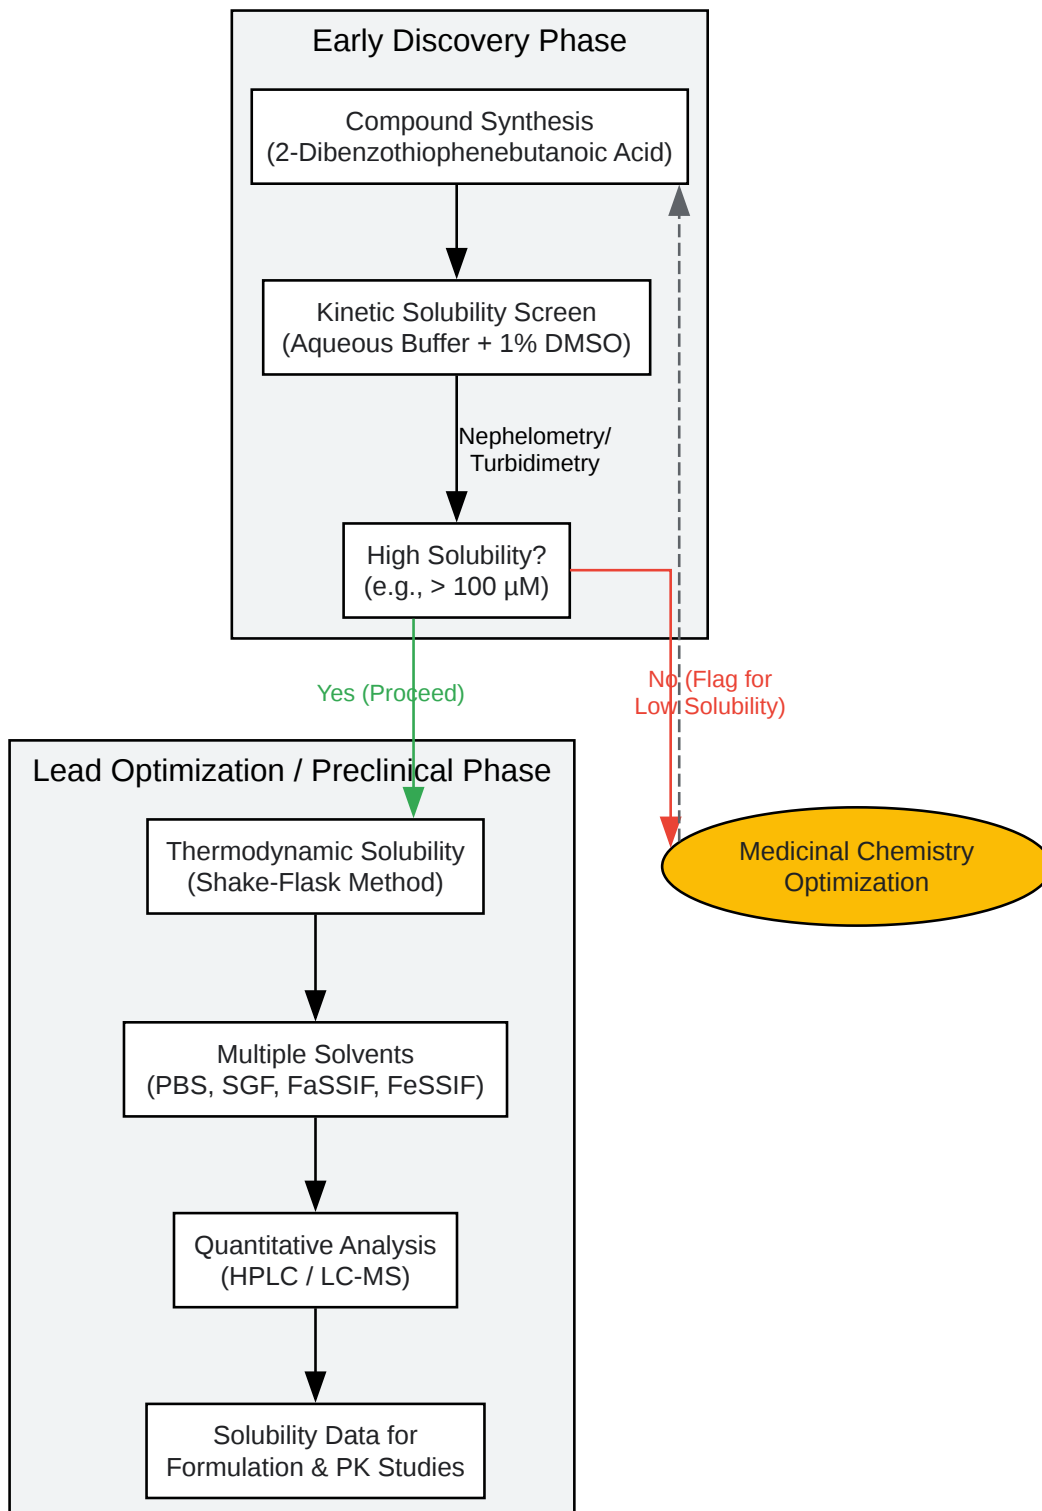 Early Discovery Phase
Compound Synthesis
(2-Dibenzothiophenebutanoic Acid)
Kinetic Solubility Screen
(Aqueous Buffer + 1% DMSO)
Nephelometry/
Turbidimetry
High Solubility?
(e.g., > 100 µM)
Yes (Proceed)
No (Flag for
Low Solubility)
Lead Optimization / Preclinical Phase
Thermodynamic Solubility
(Shake-Flask Method)
Medicinal Chemistry
Optimization
Multiple Solvents
(PBS, SGF, FaSSIF, FeSSIF)
Quantitative Analysis
(HPLC / LC-MS)
Solubility Data for
Formulation & PK Studies